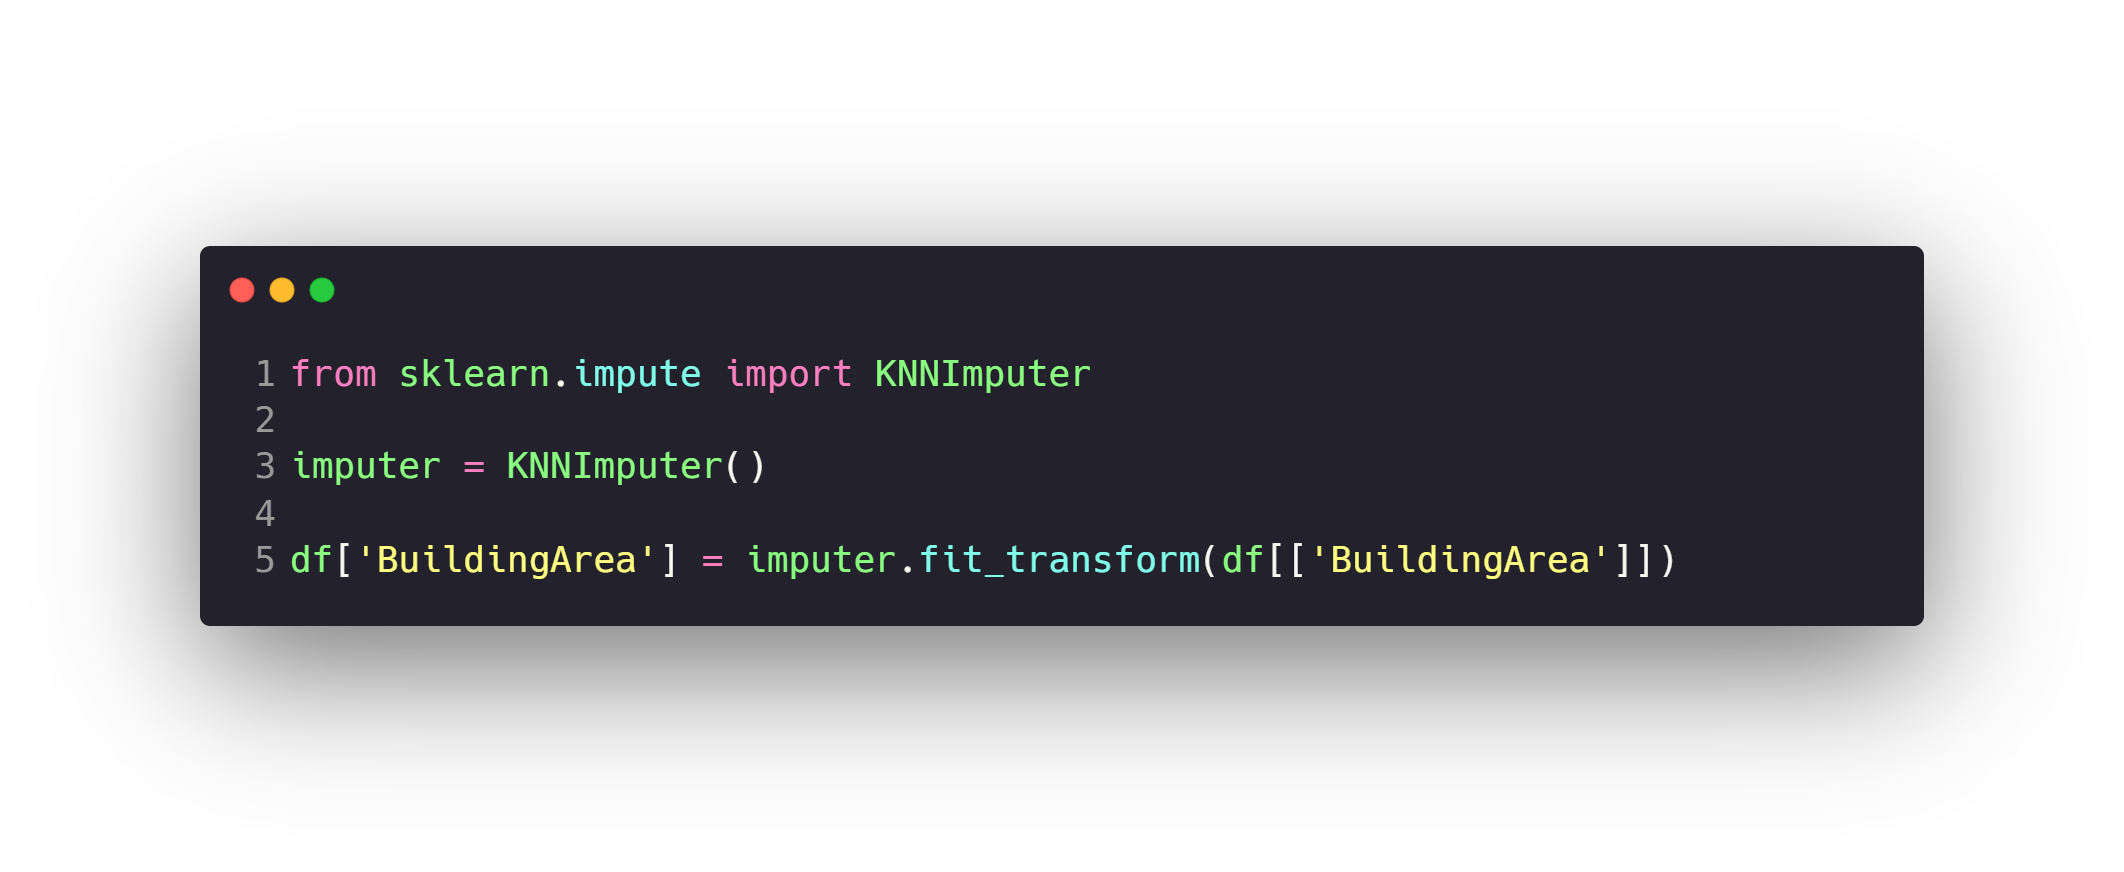 1 from sklearn.impute import KNNImputer
2
3 imputer = KNNImputer()
4
5 df['BuildingArea'] = imputer.fit_transform(df[['BuildingArea']])